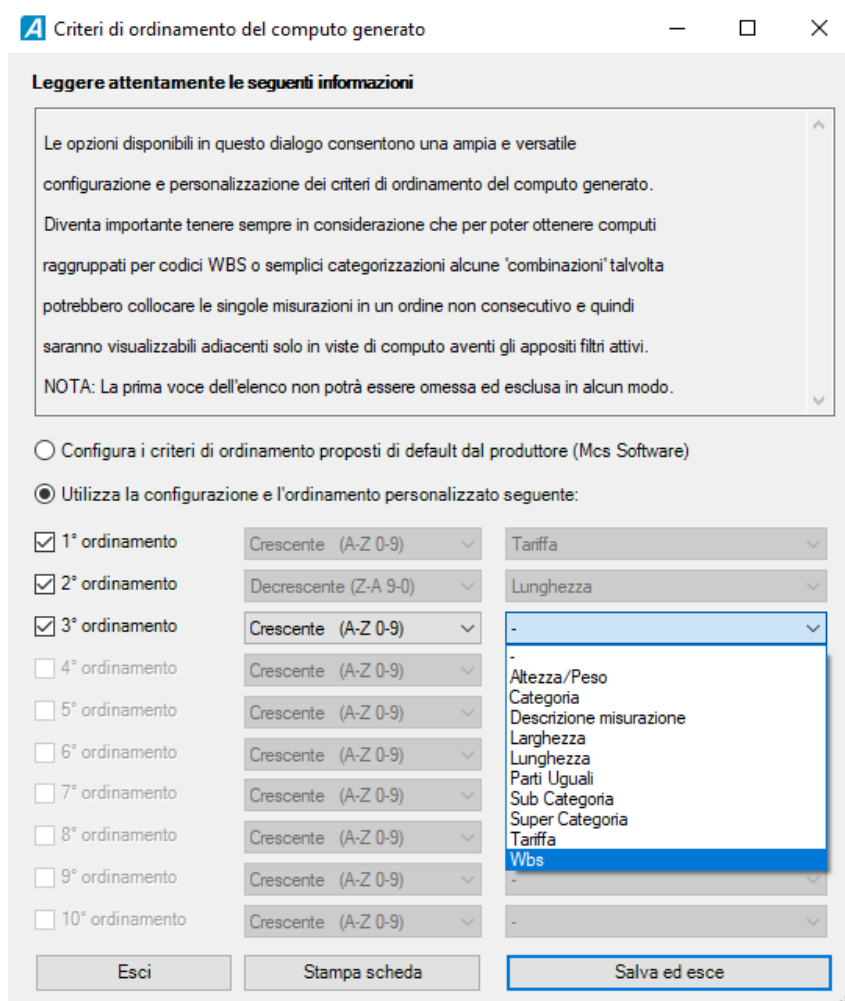 Criteri di ordinamento del computo generato
Leggere attentamente le seguenti informazioni
Le opzioni disponibili in questo dialogo consentono una ampia e versatile
configurazione e personalizzazione dei criteri di ordinamento del computo generato.
Diventa importante tenere sempre in considerazione che per poter ottenere computi
raggruppati per codici WBS o semplici categorizzazioni alcune 'combinazioni' talvolta
potrebbero collocare le singole misurazioni in un ordine non consecutivo e quindi
saranno visualizzabili adiacenti solo in viste di computo aventi gli appositi filtri attivi.
NOTA: La prima voce dell'elenco non potrà essere omessa ed esclusa in alcun modo.
Configura i criteri di ordinamento proposti di default dal produttore (Mcs Software)
Utilizza la configurazione e l'ordinamento personalizzato seguente:
1° ordinamento Crescente (A-Z 0-9) Tariffa
2° ordinamento Decrescente (Z-A 9-0) Lunghezza
3° ordinamento Crescente (A-Z 0-9) -
4° ordinamento Crescente (A-Z 0-9)
5° ordinamento Crescente (A-Z 0-9)
6° ordinamento Crescente (A-Z 0-9)
7° ordinamento Crescente (A-Z 0-9)
8° ordinamento Crescente (A-Z 0-9)
9° ordinamento Crescente (A-Z 0-9) -
10° ordinamento Crescente (A-Z 0-9) -
-
Altezza/Peso
Categoria
Descrizione misurazione
Larghezza
Lunghezza
Parti Uguali
Sub Categoria
Super Categoria
Tariffa
Wbs
Esci Stampa scheda Salva ed esce